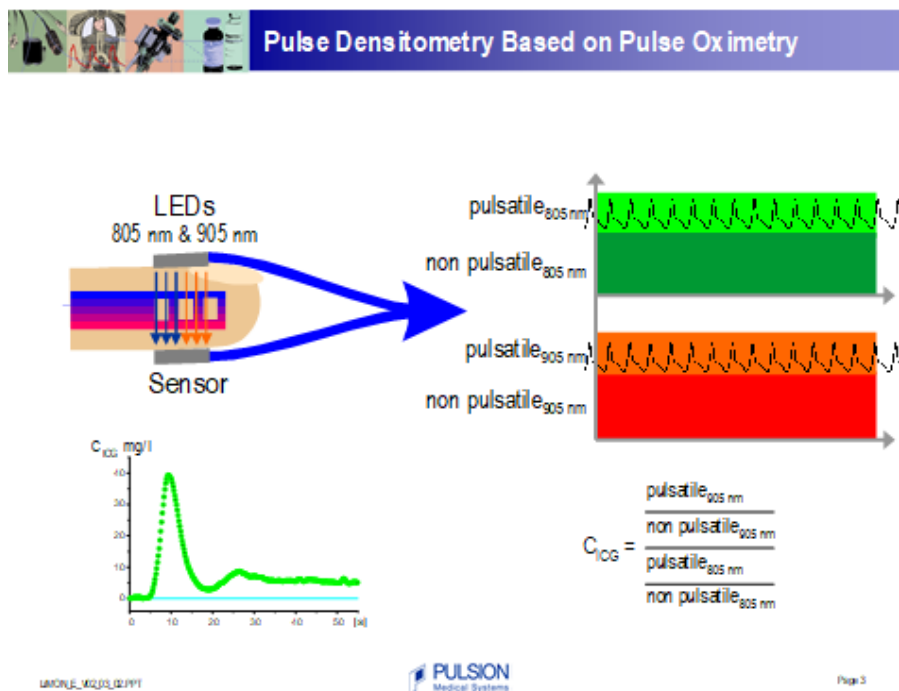 Pulse Densitometry Based on Pulse Oximetry
LEDs
805 nm & 905 nm
Sensor
pulsatile805 nm
non pulsatile805 nm
pulsatile905 nm
non pulsatile905 nm
CICG mg/l
40
30
20
10
0
0 10 20 30 40 50 [s]
CICG =
pulsatile905 nm
non pulsatile905 nm
pulsatile805 nm
non pulsatile805 nm
LIMON_E_V02_03_02.PPT
PULSION
Medical Systems
Page 3